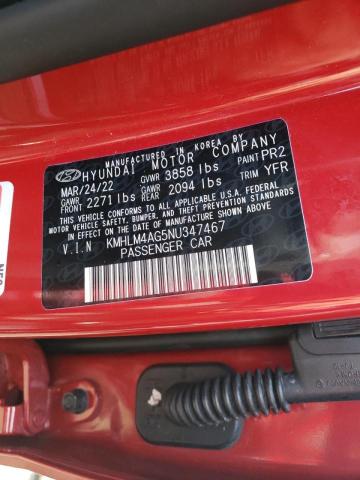 MANUFACTURED IN KOREA BY
HYUNDAI MOTOR COMPANY
MAR/24/22 GVWR 3858 lbs PAINT PR2
GAWR FRONT 2271 lbs GAWR REAR 2094 lbs YFR
THIS VEHICLE CONFORMS TO ALL APPLICABLE U.S.A. FEDERAL
MOTOR VEHICLE SAFETY, BUMPER, AND THEFT PREVENTION
STANDARDS IN EFFECT ON THE DATE OF MANUFACTURE SHOWN ABOVE.
V.I.N KMHLM4AG5NU347467
PASSENGER CAR